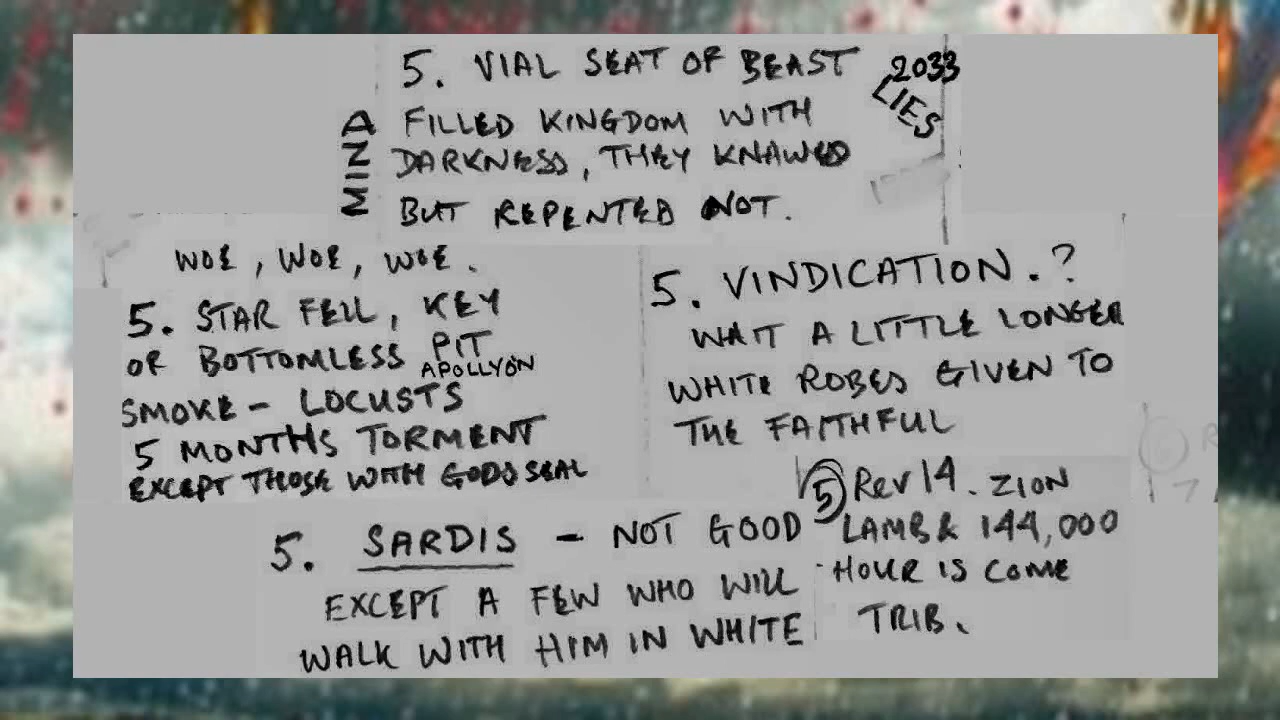 5. VIAL SEAT OF BEAST
FILLED KINGDOM WITH
DARKNESS, THEY KNAWED
BUT REPENTED NOT.
MIND
2033
LIES
WOE, WOE, WOE.
5. STAR FELL, KEY
OF BOTTOMLESS PIT
APOLLYON
SMOKE - LOCUSTS
5 MONTHS TORMENT
EXCEPT THOSE WITH GODS SEAL
5. VINDICATION.?
WAIT A LITTLE LONGER
WHITE ROBES GIVEN TO
THE FAITHFUL
5. SARDIS - NOT GOOD
EXCEPT A FEW WHO WILL
WALK WITH HIM IN WHITE
5 Rev 14. ZION
LAMB & 144,000
HOUR IS COME
TRIB.